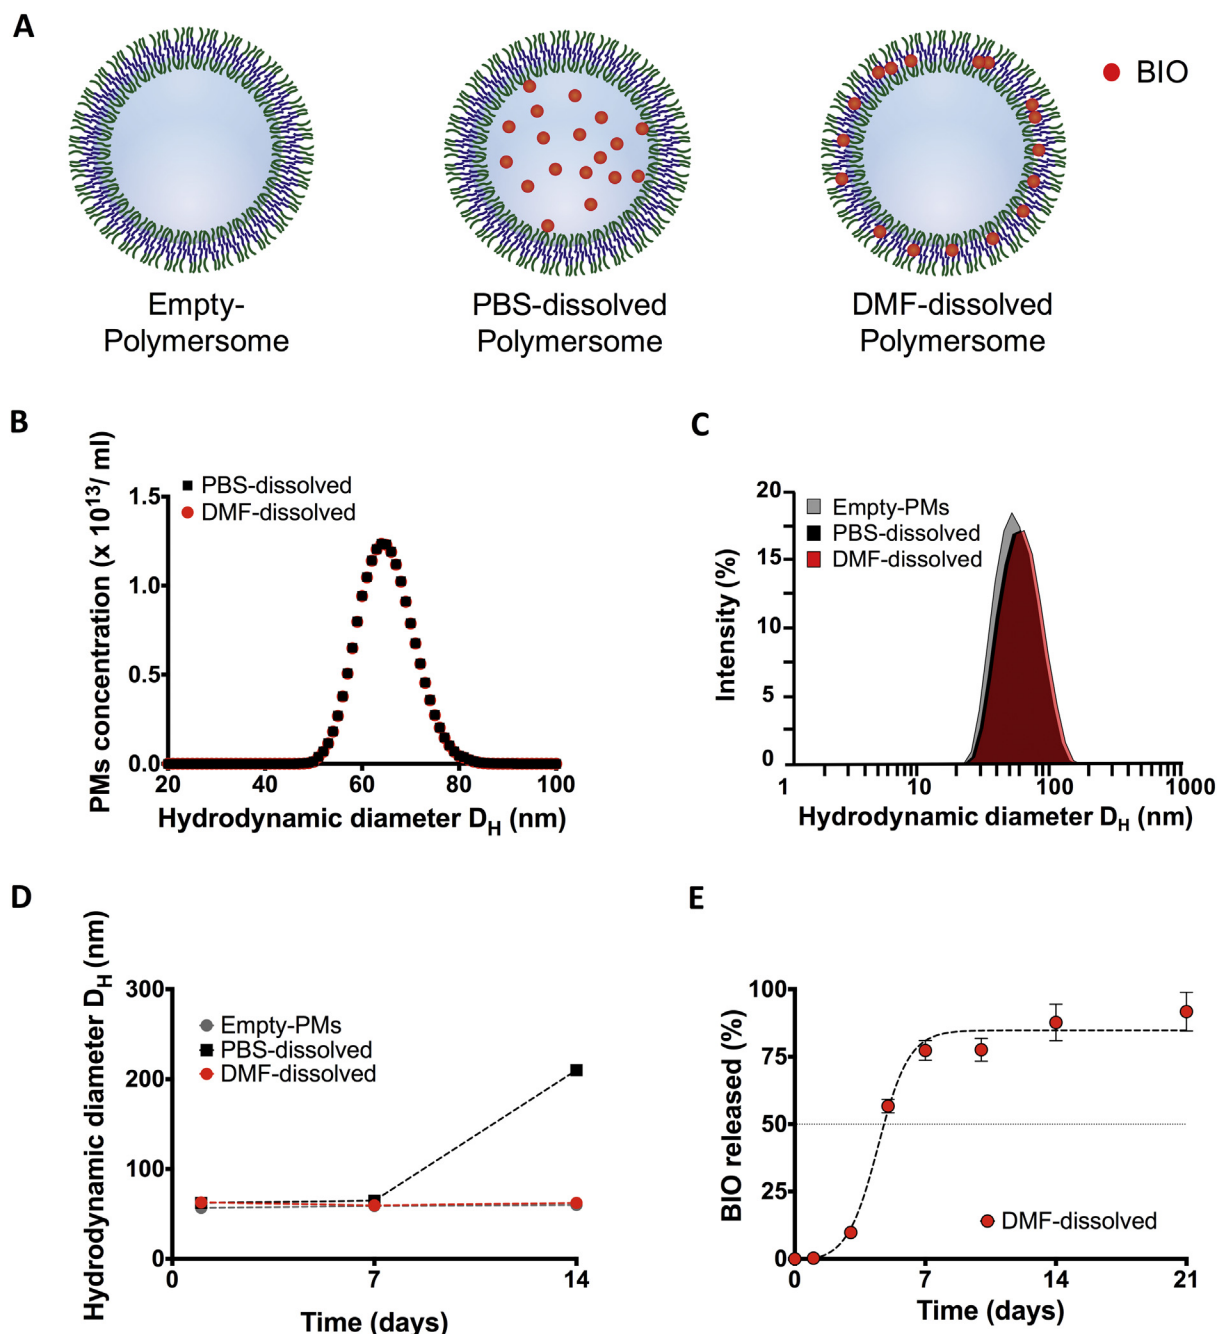 A
BIO
Empty-
Polymersome
PBS-dissolved
Polymersome
DMF-dissolved
Polymersome
B
PMs concentration (x 10¹³/ ml)
PBS-dissolved
DMF-dissolved
1.5
1.0
0.5
0.0
20
40
60
80
100
Hydrodynamic diameter D_H (nm)
C
Intensity (%)
Empty-PMs
PBS-dissolved
DMF-dissolved
20
15
10
5
0
1
10
100
1000
Hydrodynamic diameter D_H (nm)
D
Hydrodynamic diameter D_H (nm)
Empty-PMs
PBS-dissolved
DMF-dissolved
300
200
100
0
0
7
14
Time (days)
E
BIO released (%)
100
75
50
25
0
DMF-dissolved
0
7
14
21
Time (days)